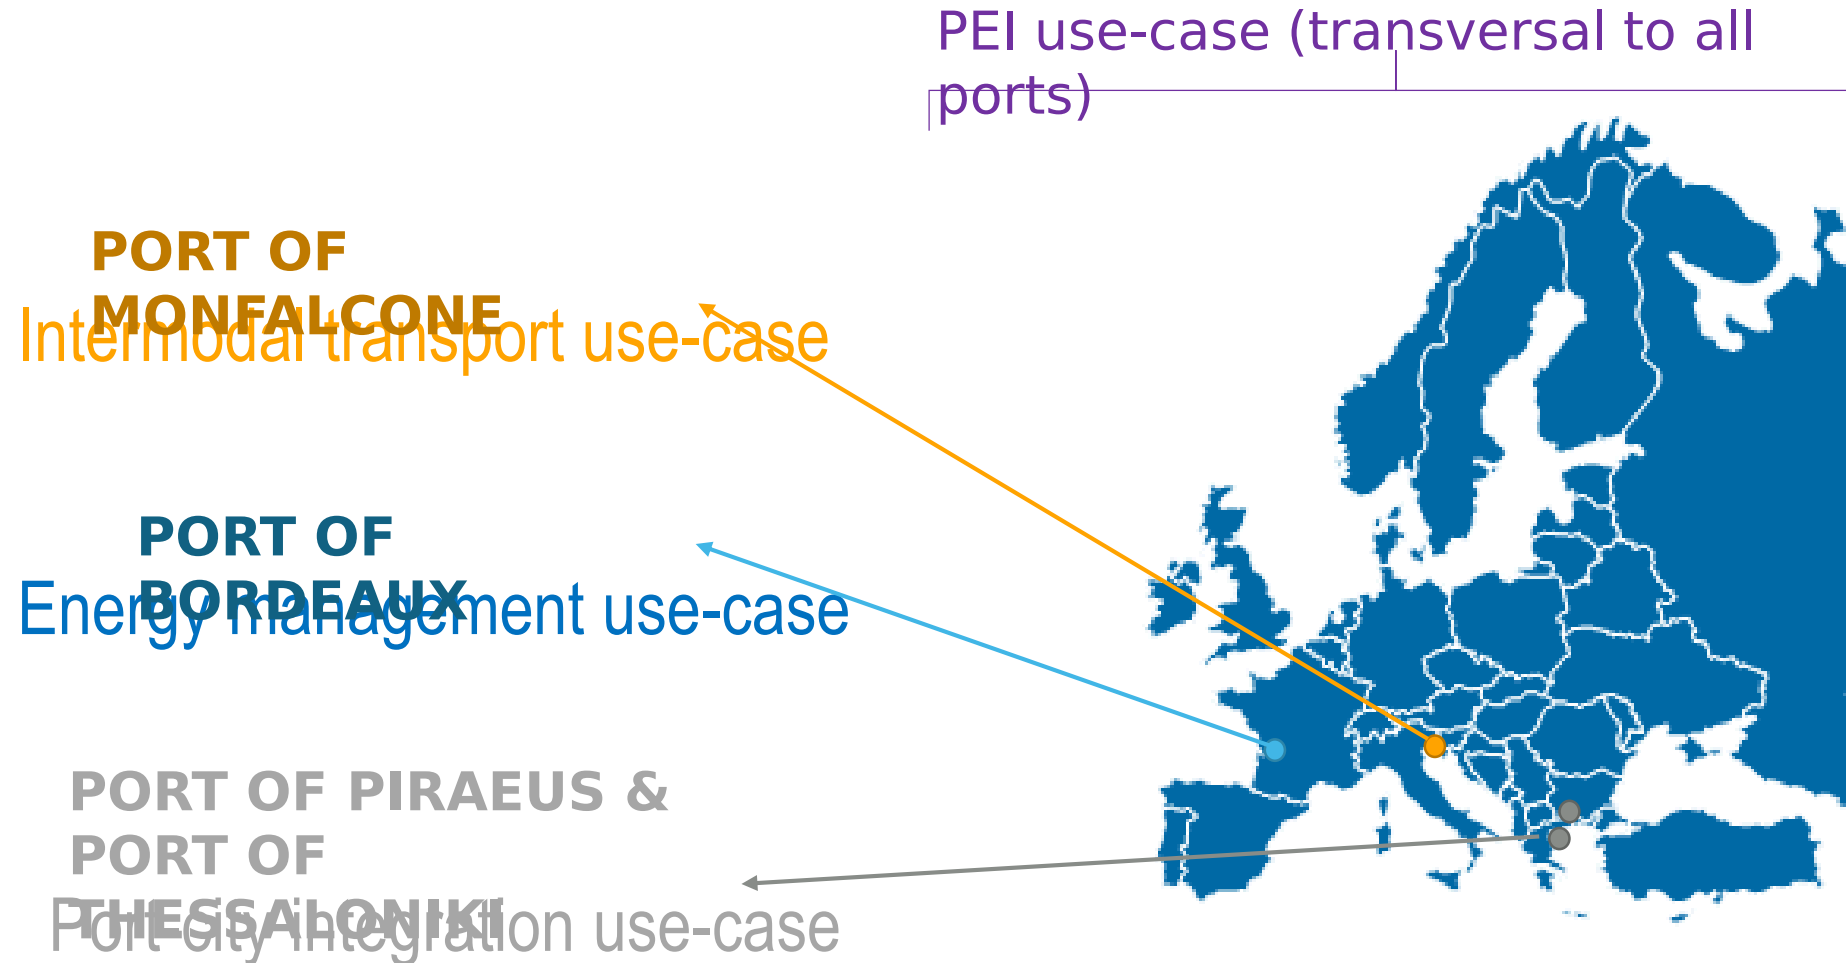 PEI use-case (transversal to all
ports)
PORT OF
MONFALCONE
Intermodal transport use-case
PORT OF
BORDEAUX
Energy management use-case
PORT OF PIRAEUS &
PORT OF
THESSALONIKI
Port-city integration use-case